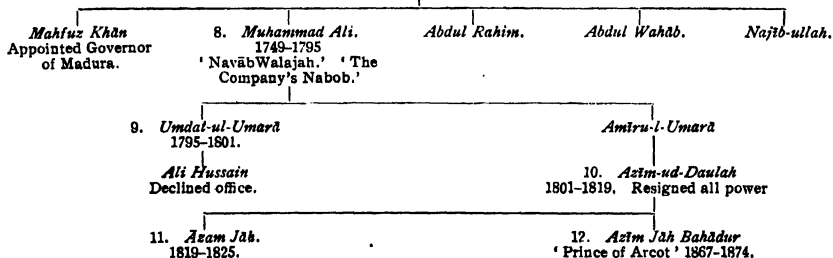 Mahfuz Khān
Appointed Governor
of Madura.
8. Muhammad Ali.
1749–1795
‘ NavābWalajah.’ ‘ The
Company’s Nabob.’
Abdul Rahim.
Abdul Wahāb.
Najīb-ullah.
9. Umdat-ul-Umarā
1795–1801.
Amīru-l-Umarā
Ali Hussain
Declined office.
10. Azīm-ud-Daulah
1801–1819. Resigned all power
11. Āzam Jāh.
1819–1825.
12. Azīm Jāh Bahādur
‘ Prince of Arcot ’ 1867–1874.